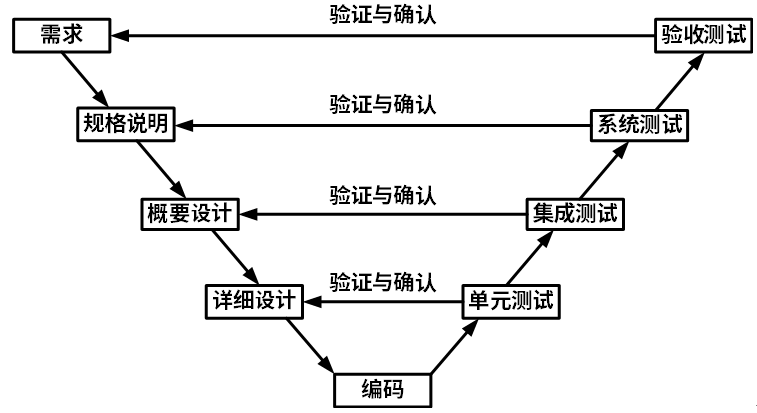 验证与确认
需求
验收测试
验证与确认
规格说明
系统测试
验证与确认
概要设计
集成测试
验证与确认
详细设计
单元测试
编码